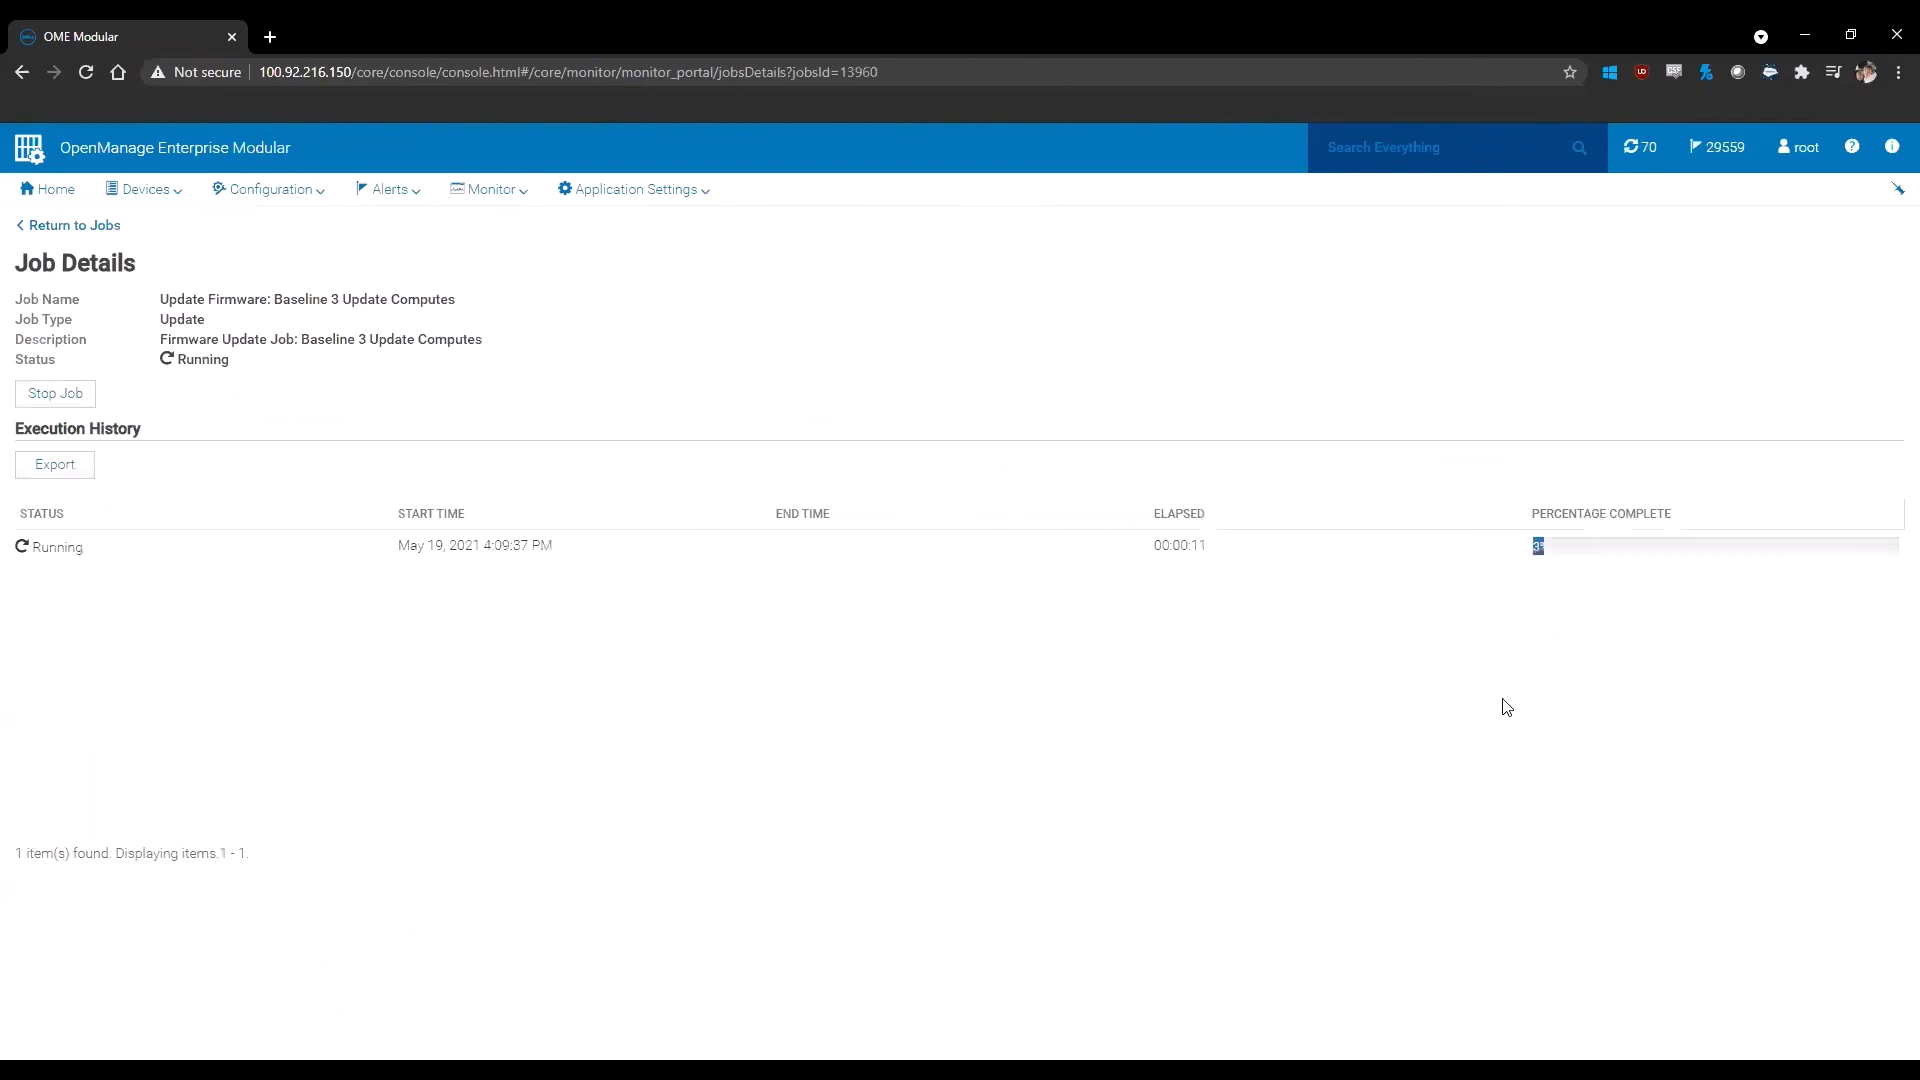 OME Modular
Not secure 100.92.216.150/core/console/console.html#/core/monitor/monitor_portal/jobsDetails?jobsId=13960
OpenManage Enterprise Modular
Search Everything
70
29559
root
Home
Devices
Configuration
Alerts
Monitor
Application Settings
Return to Jobs
Job Details
Job Name Update Firmware: Baseline 3 Update Computes
Job Type Update
Description Firmware Update Job: Baseline 3 Update Computes
Status Running
Stop Job
Execution History
Export
STATUS START TIME END TIME ELAPSED PERCENTAGE COMPLETE
Running May 19, 2021 4:09:37 PM 00:00:11
1 item(s) found. Displaying items.1 - 1.